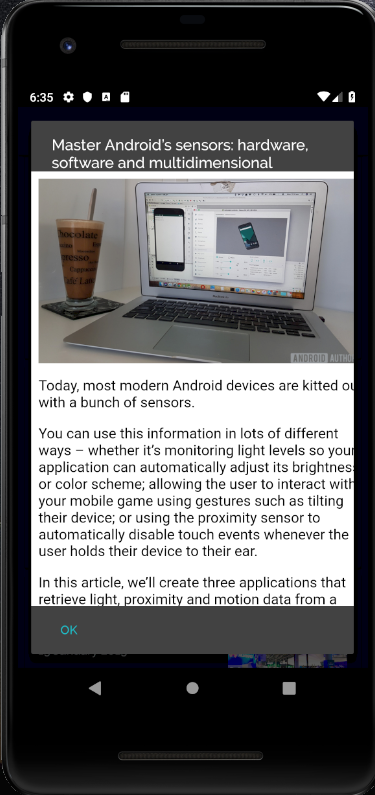 6:35
Master Android's sensors: hardware,
software and multidimensional
Chocolate
ANDROID AUTHO
Today, most modern Android devices are kitted ou
with a bunch of sensors.
You can use this information in lots of different
ways – whether it's monitoring light levels so your
application can automatically adjust its brightness
or color scheme; allowing the user to interact with
your mobile game using gestures such as tilting
their device; or using the proximity sensor to
automatically disable touch events whenever the
user holds their device to their ear.
In this article, we'll create three applications that
retrieve light, proximity and motion data from a
OK